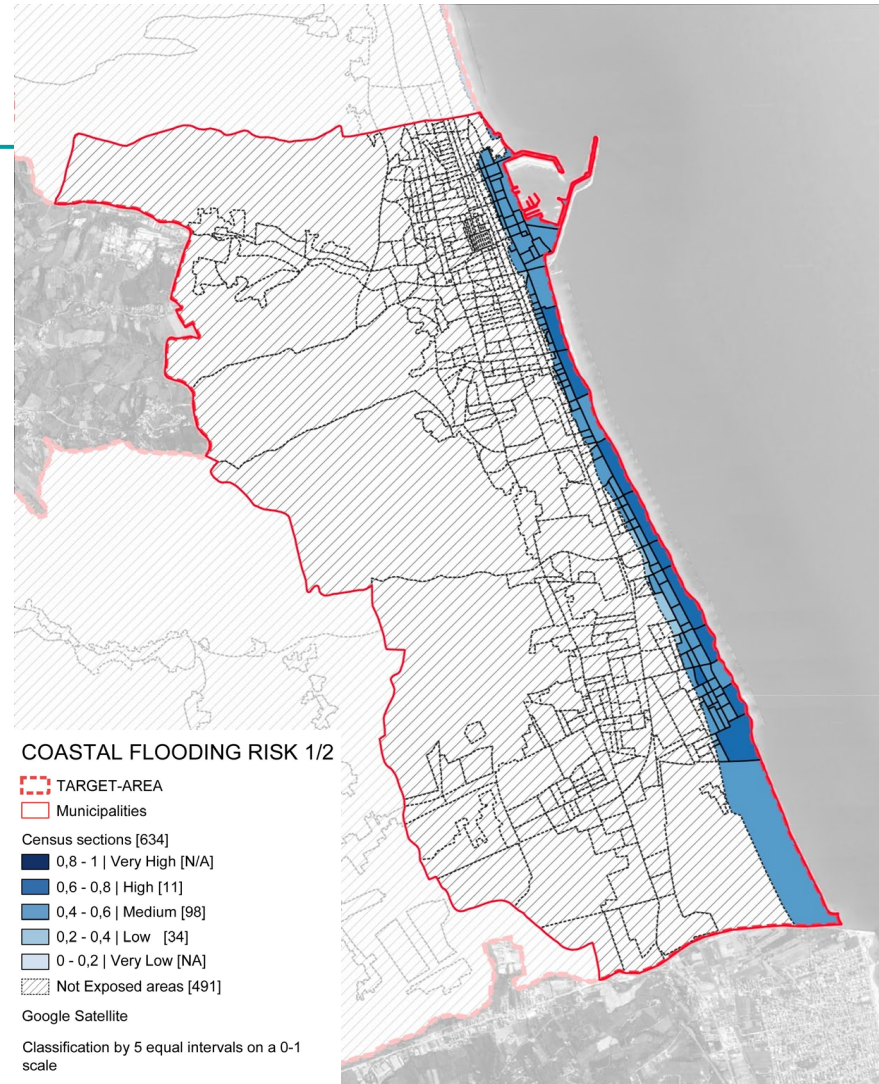 COASTAL FLOODING RISK 1/2
TARGET-AREA
Municipalities
Census sections [634]
0,8 - 1 | Very High [N/A]
0,6 - 0,8 | High [11]
0,4 - 0,6 | Medium [98]
0,2 - 0,4 | Low [34]
0 - 0,2 | Very Low [NA]
Not Exposed areas [491]
Google Satellite
Classification by 5 equal intervals on a 0-1
scale